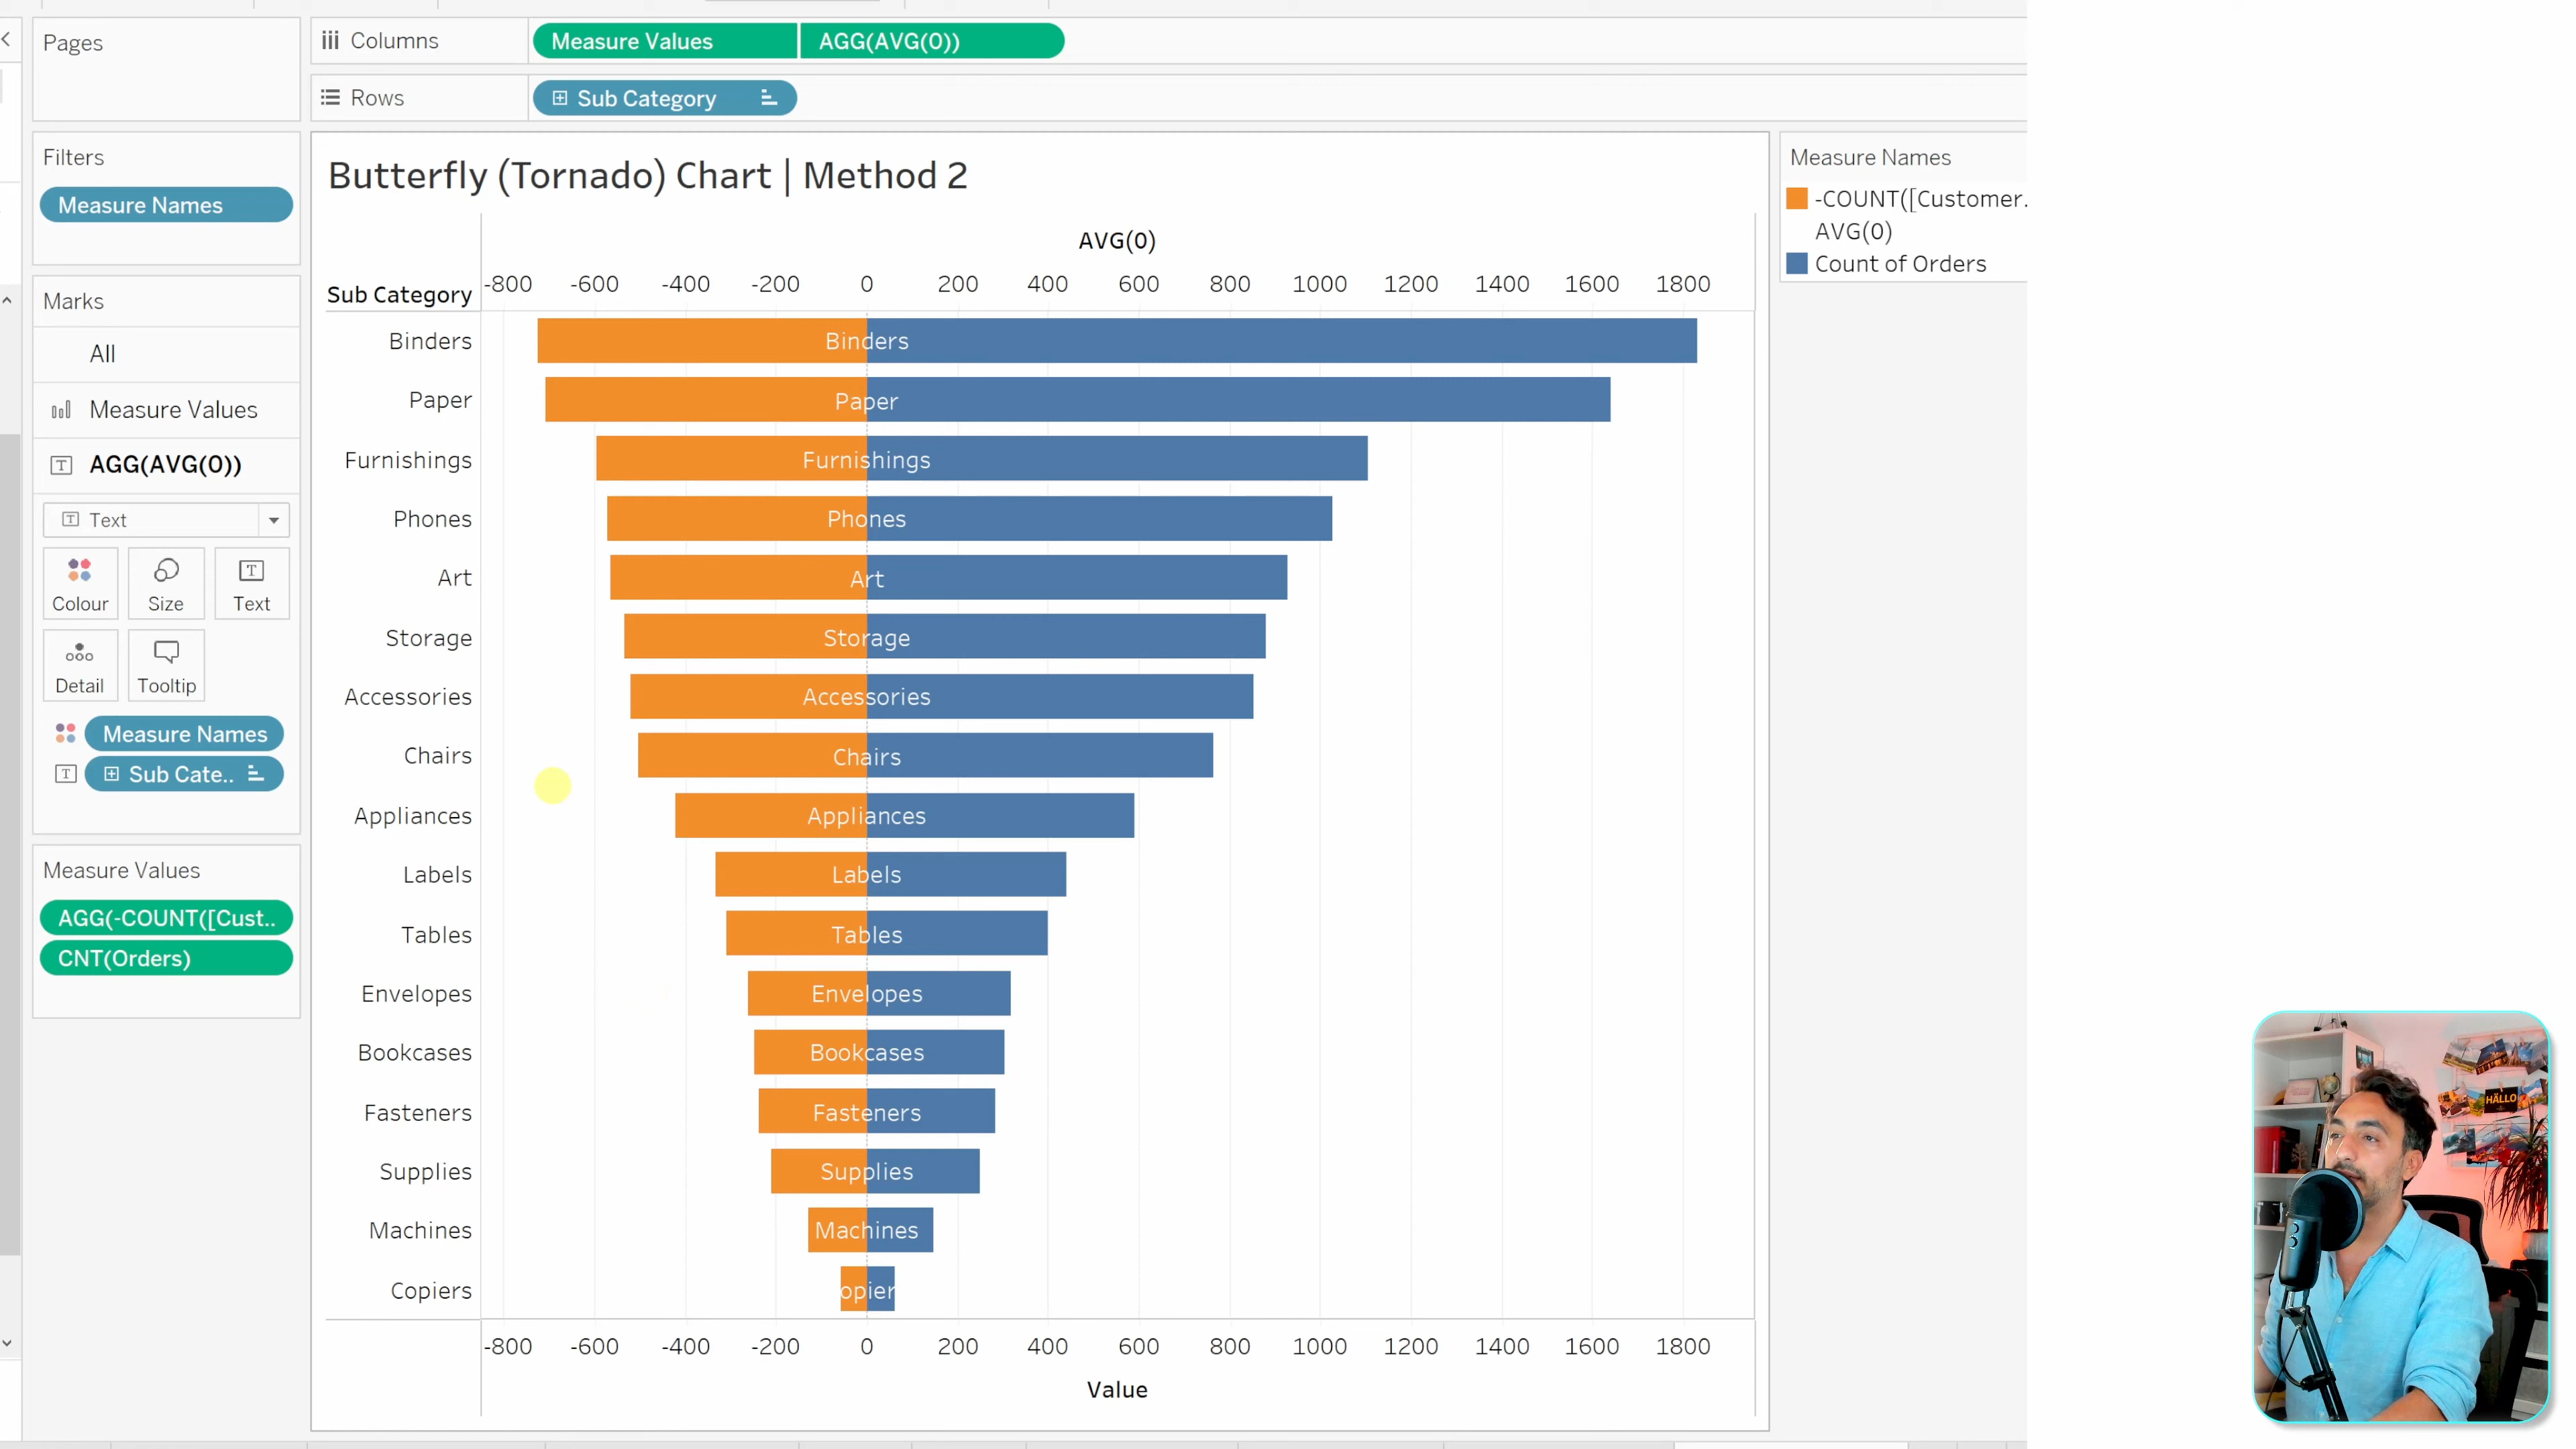 Pages
Columns
Measure Values
AGG(AVG(0))
Rows
Sub Category
Filters
Measure Names
Marks
All
Measure Values
AGG(AVG(0))
Text
Colour
Size
Text
Detail
Tooltip
Measure Names
Sub Cate..
Measure Values
AGG(-COUNT([Cust..
CNT(Orders)
Butterfly (Tornado) Chart | Method 2
AVG(0)
Sub Category
-800 -600 -400 -200 0 200 400 600 800 1000 1200 1400 1600 1800
Binders Binders
Paper Paper
Furnishings Furnishings
Phones Phones
Art Art
Storage Storage
Accessories Accessories
Chairs Chairs
Appliances Appliances
Labels Labels
Tables Tables
Envelopes Envelopes
Bookcases Bookcases
Fasteners Fasteners
Supplies Supplies
Machines Machines
Copiers opier
-800 -600 -400 -200 0 200 400 600 800 1000 1200 1400 1600 1800
Value
Measure Names
-COUNT([Customer.
AVG(0)
Count of Orders
HÄLLO